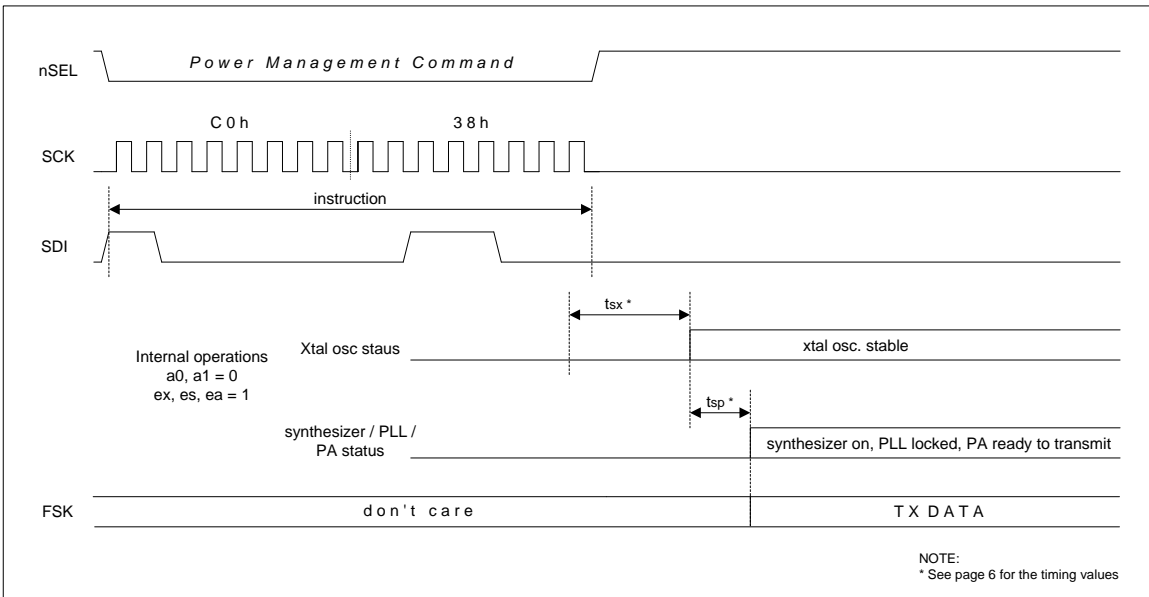 nSEL
Power Management Command
C0h
38h
SCK
instruction
SDI
tsx *
Internal operations
a0, a1 = 0
ex, es, ea = 1
Xtal osc staus
xtal osc. stable
tsp *
synthesizer / PLL /
PA status
synthesizer on, PLL locked, PA ready to transmit
FSK
don't care
TX DATA
NOTE:
* See page 6 for the timing values